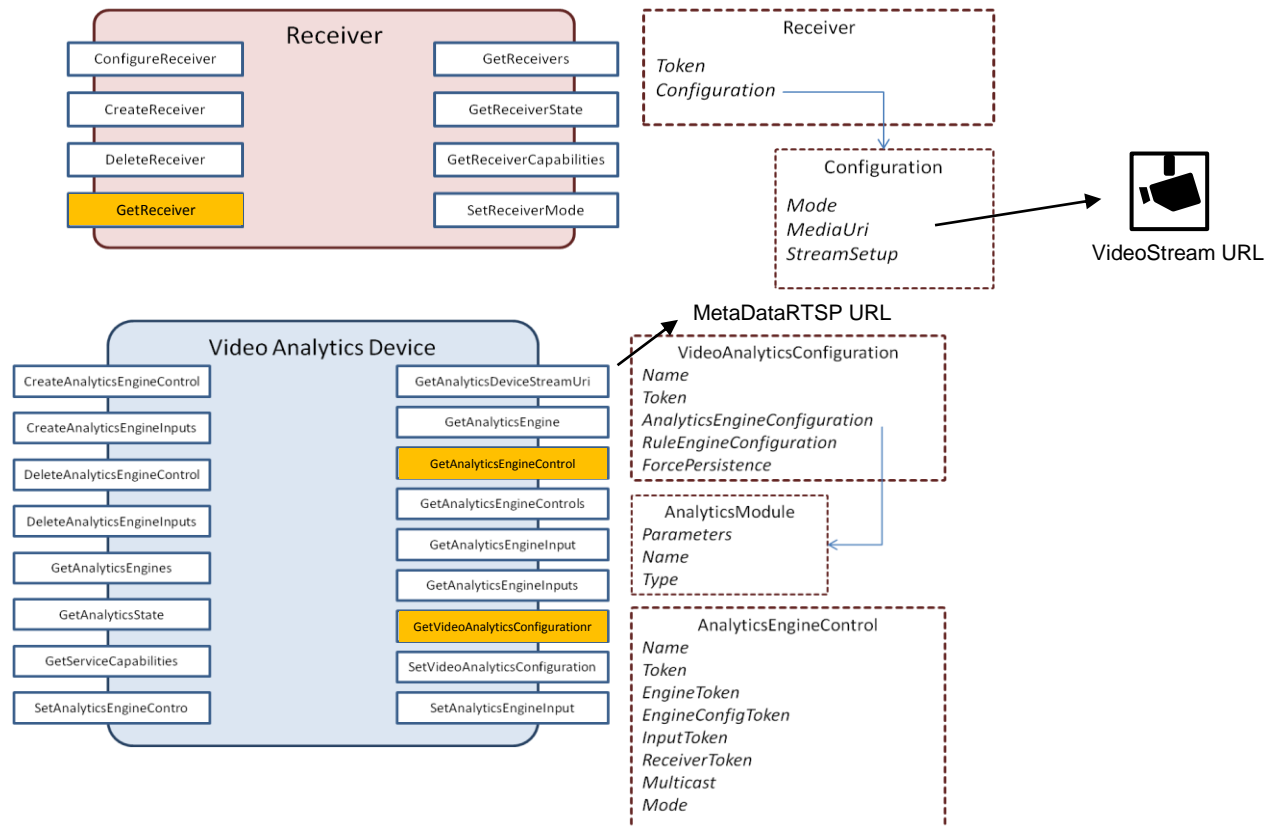 Receiver
ConfigureReceiver
CreateReceiver
DeleteReceiver
GetReceiver
GetReceivers
GetReceiverState
GetReceiverCapabilities
SetReceiverMode
Receiver
Token
Configuration
Configuration
Mode
MediaUri
StreamSetup
VideoStream URL
MetaDataRTSP URL
Video Analytics Device
CreateAnalyticsEngineControl
CreateAnalyticsEngineInputs
DeleteAnalyticsEngineControl
DeleteAnalyticsEngineInputs
GetAnalyticsEngines
GetAnalyticsState
GetServiceCapabilities
SetAnalyticsEngineContro
GetAnalyticsDeviceStreamUri
GetAnalyticsEngine
GetAnalyticsEngineControl
GetAnalyticsEngineControls
GetAnalyticsEngineInput
GetAnalyticsEngineInputs
GetVideoAnalyticsConfigurationr
SetVideoAnalyticsConfiguration
SetAnalyticsEngineInput
VideoAnalyticsConfiguration
Name
Token
AnalyticsEngineConfiguration
RuleEngineConfiguration
ForcePersistence
AnalyticsModule
Parameters
Name
Type
AnalyticsEngineControl
Name
Token
EngineToken
EngineConfigToken
InputToken
ReceiverToken
Multicast
Mode